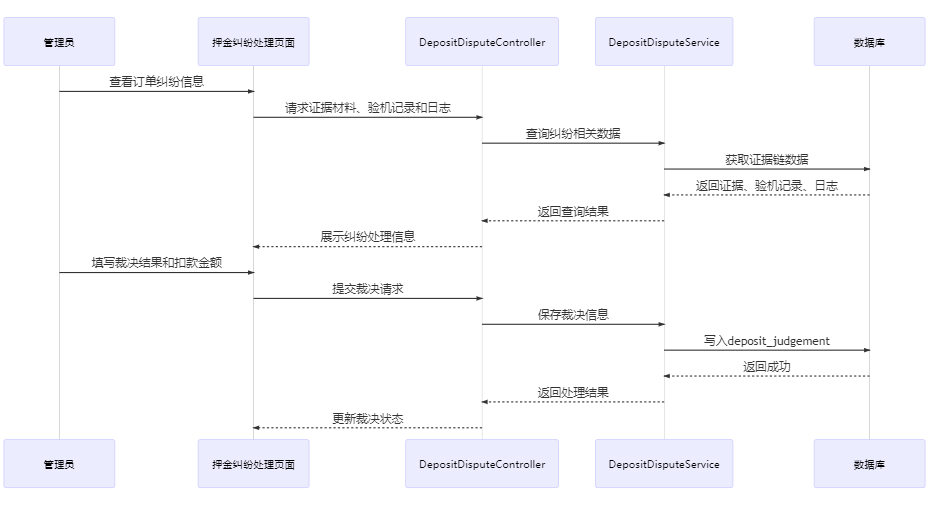 管理员
押金纠纷处理页面
DepositDisputeController
DepositDisputeService
数据库
查看订单纠纷信息
请求证据材料、验机记录和日志
查询纠纷相关数据
获取证据链数据
返回证据、验机记录、日志
返回查询结果
展示纠纷处理信息
填写裁决结果和扣款金额
提交裁决请求
保存裁决信息
写入deposit_judgement
返回成功
返回处理结果
更新裁决状态
管理员
押金纠纷处理页面
DepositDisputeController
DepositDisputeService
数据库